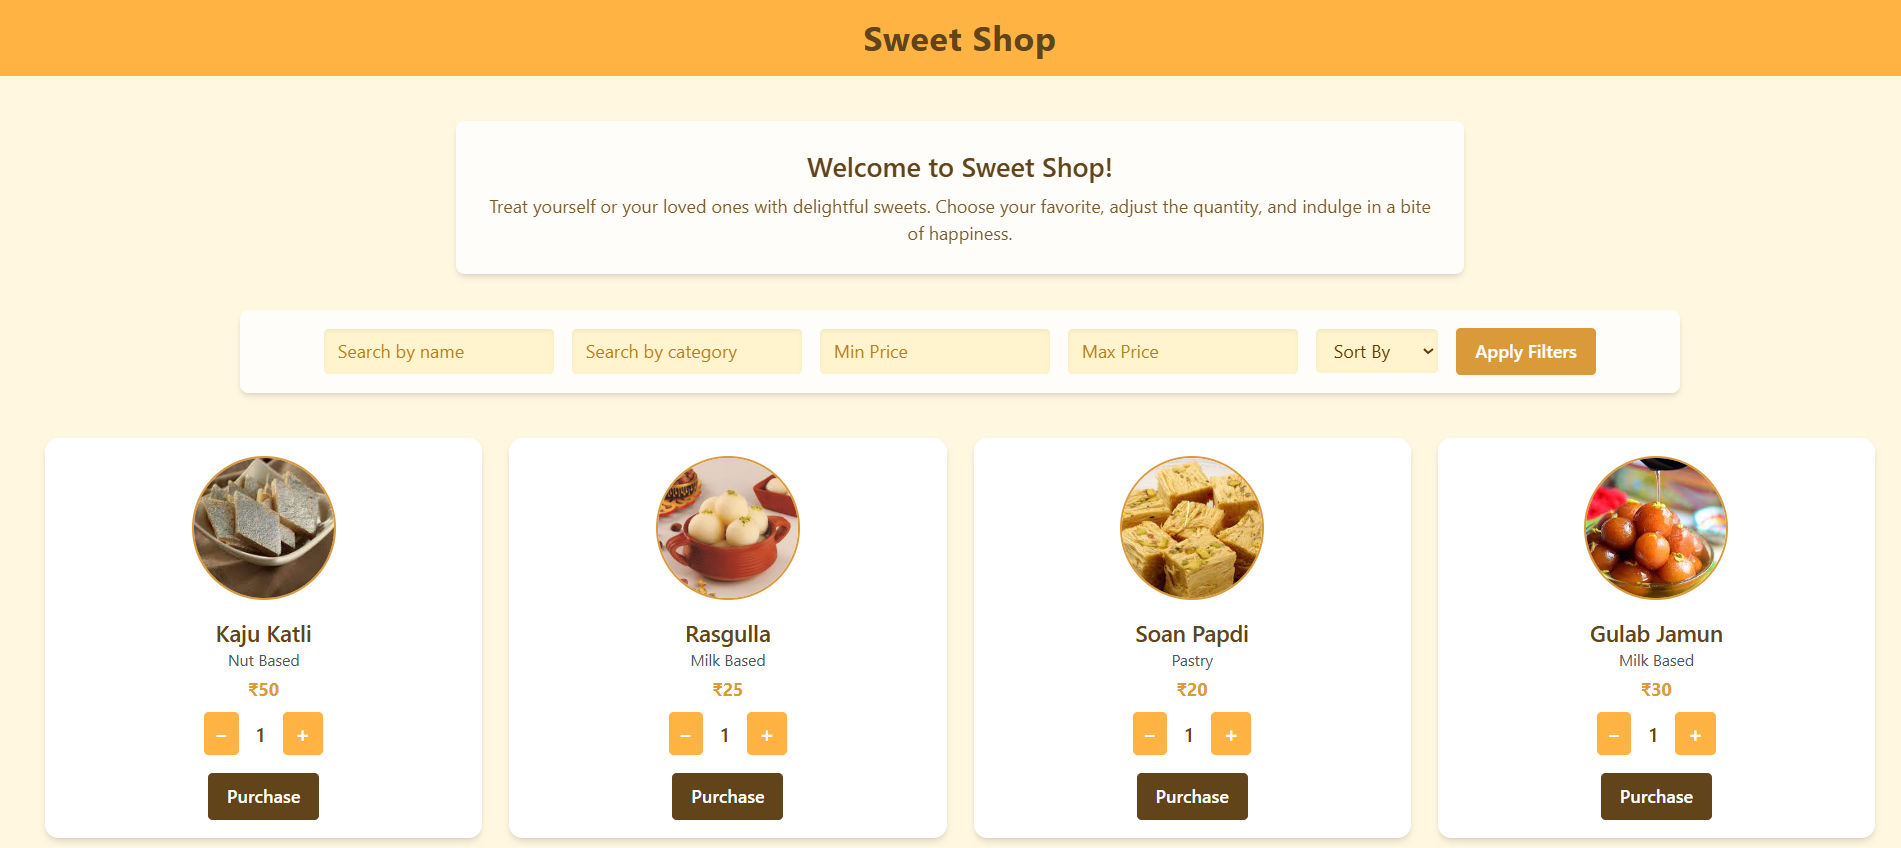 Sweet Shop
Welcome to Sweet Shop!
Treat yourself or your loved ones with delightful sweets. Choose your favorite, adjust the quantity, and indulge in a bite
of happiness.
Search by name
Search by category
Min Price
Max Price
Sort By
Apply Filters
Kaju Katli
Nut Based
₹50
− 1 +
Purchase
Rasgulla
Milk Based
₹25
− 1 +
Purchase
Soan Papdi
Pastry
₹20
− 1 +
Purchase
Gulab Jamun
Milk Based
₹30
− 1 +
Purchase